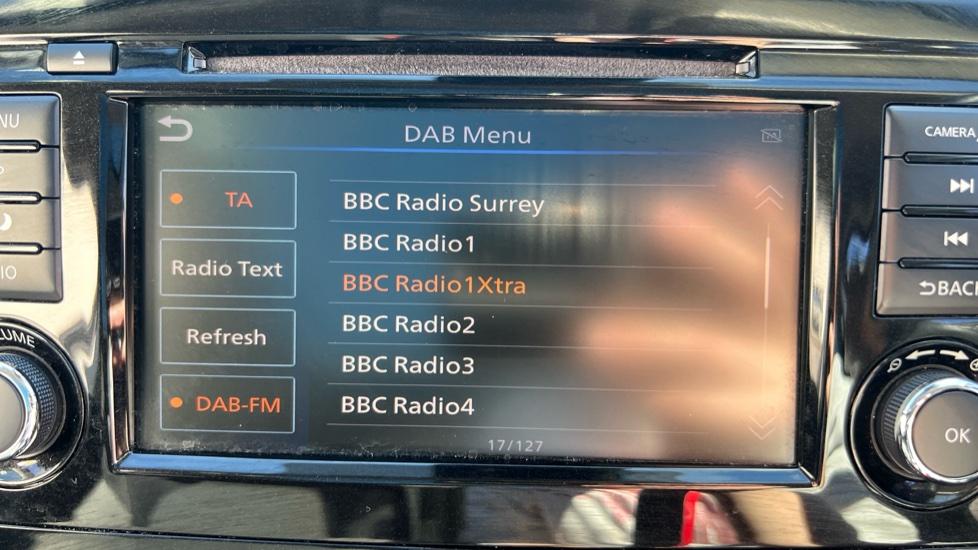 DAB Menu
TA
Radio Text
Refresh
DAB-FM
BBC Radio Surrey
BBC Radio1
BBC Radio1Xtra
BBC Radio2
BBC Radio3
BBC Radio4
17/127
CAMERA
OK